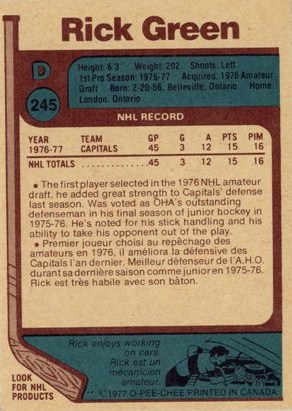 Rick Green
D
245
Height: 6'3" Weight: 202 Shoots: Left
1st Pro Season: 1976-77 Acquired: 1976 Amateur
Draft Born: 2-20-56, Belleville, Ontario Home:
London, Ontario
NHL RECORD
YEAR TEAM GP G A PTS PIM
1976-77 CAPITALS 45 3 12 15 16
NHL TOTALS .................. 45 3 12 15 16
• The first player selected in the 1976 NHL amateur
draft, he added great strength to Capitals' defense
last season. Was voted as OHA's outstanding
defenseman in his final season of junior hockey in
1975-76. He's noted for his stick handling and his
ability to take his opponent out of the play.
• Premier joueur choisi au repêchage des
amateurs en 1976, il améliora la défensive des
Capitals l'an dernier. Meilleur défenseur de l'A.H.O.
durant sa dernière saison comme junior en 1975-76.
Rick est très habile avec son bâton.
Rick enjoys working
on cars.
Rick est un
mécanicien
amateur.
LOOK
FOR NHL
PRODUCTS
** © 1977 O-PEE-CHEE PRINTED IN CANADA